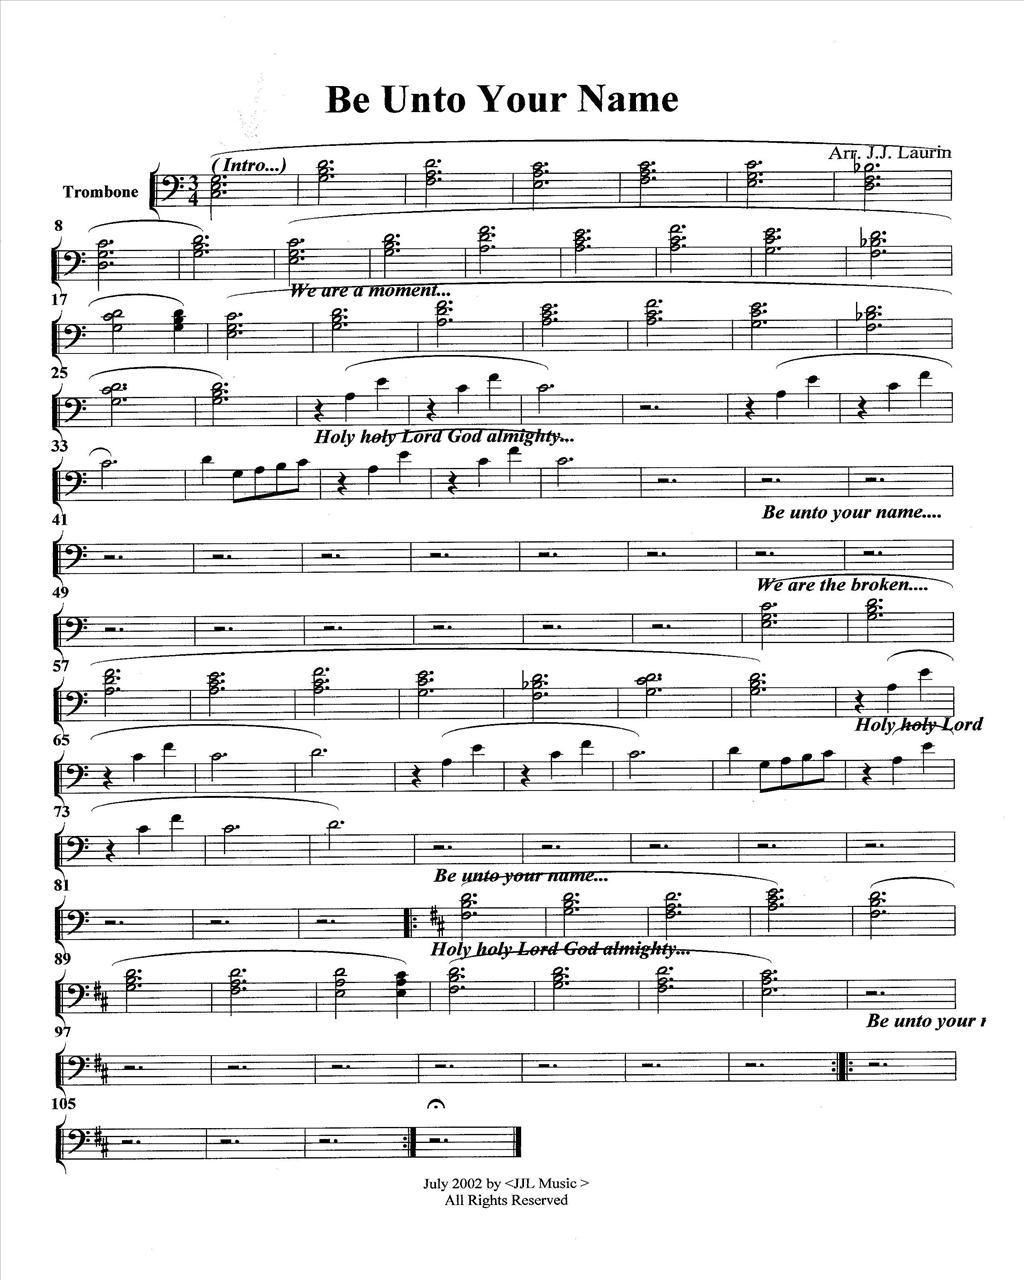 Be Unto Your Name
Arr. J.J. Laurin
( Intro...)
Trombone
3
4
8
We are a moment...
17
25
Holy holy Lord God almighty...
33
Be unto your name....
41
We are the broken....
49
57
Holy holy Lord
65
73
Be unto your name...
81
Holy holy Lord God almighty...
89
Be unto your
97
105
July 2002 by <JJL Music >
All Rights Reserved